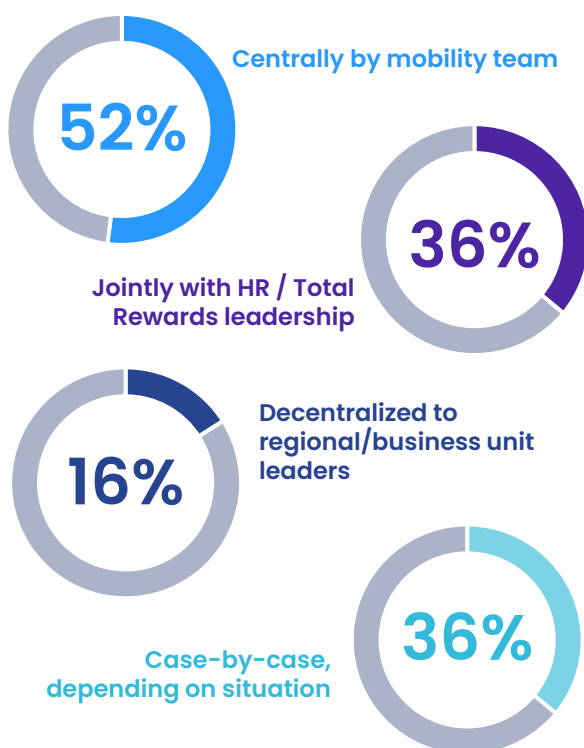 52%
Centrally by mobility team
36%
Jointly with HR / Total
Rewards leadership
16%
Decentralized to
regional/business unit
leaders
36%
Case-by-case,
depending on situation